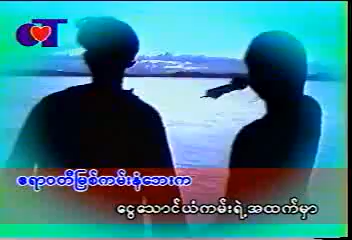 CT
ဧရာဝတီမြစ်ကမ်းနံဘေးက
ငွေသောင်ယံကမ်းရဲ့အထက်မှာ